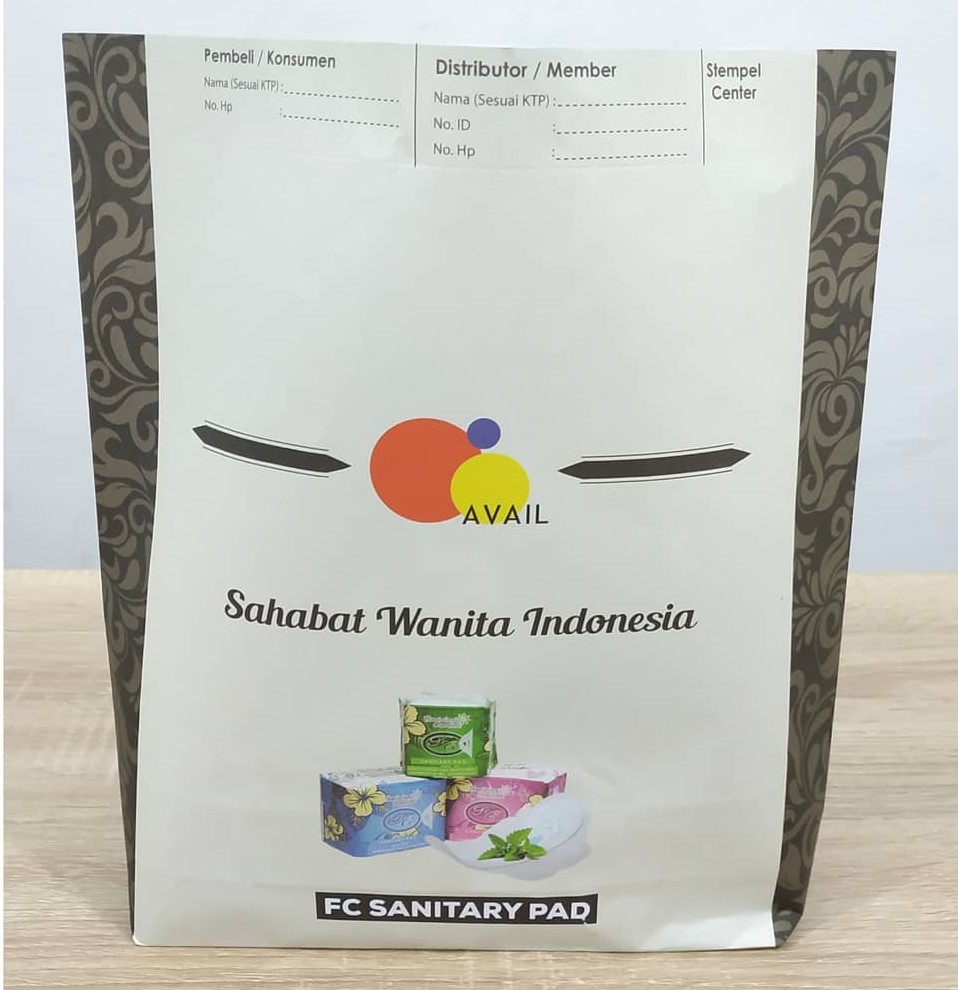 Pembeli / Konsumen
Nama (Sesuai KTP) :
No. Hp :
Distributor / Member
Nama (Sesuai KTP) :
No. ID :
No. Hp :
Stempel
Center
AVAIL
Sahabat Wanita Indonesia
SANITARY PAD
FC SANITARY PAD